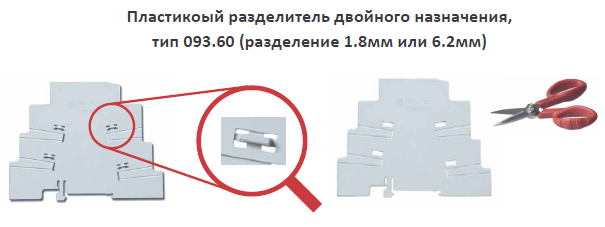 Пластикоый разделитель двойного назначения,
тип 093.60 (разделение 1.8мм или 6.2мм)